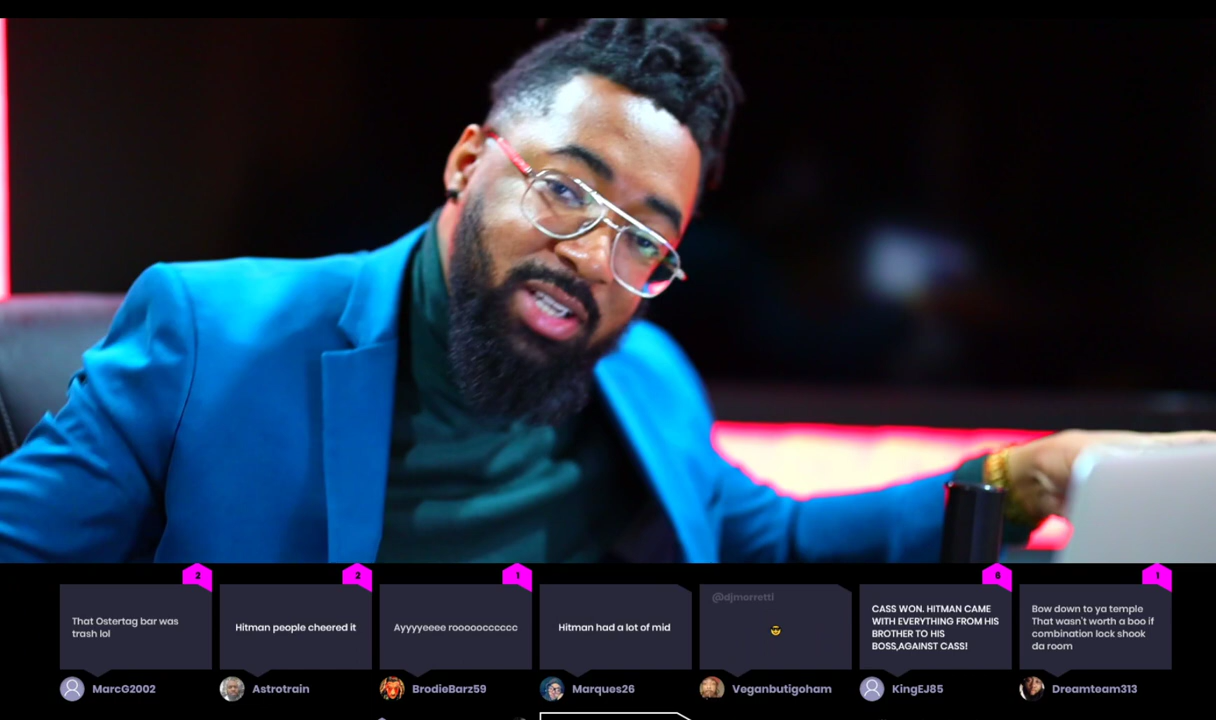 2
2
1
6
1
That Ostertag bar was
trash lol
Hitman people cheered it
Ayyyyeeee roooooccccccc
Hitman had a lot of mid
@djmorretti
CASS WON. HITMAN CAME
WITH EVERYTHING FROM HIS
BROTHER TO HIS
BOSS,AGAINST CASS!
Bow down to ya temple
That wasn't worth a boo if
combination lock shook
da room
MarcG2002
Astrotrain
BrodieBarz59
Marques26
Veganbutigoham
KingEJ85
Dreamteam313